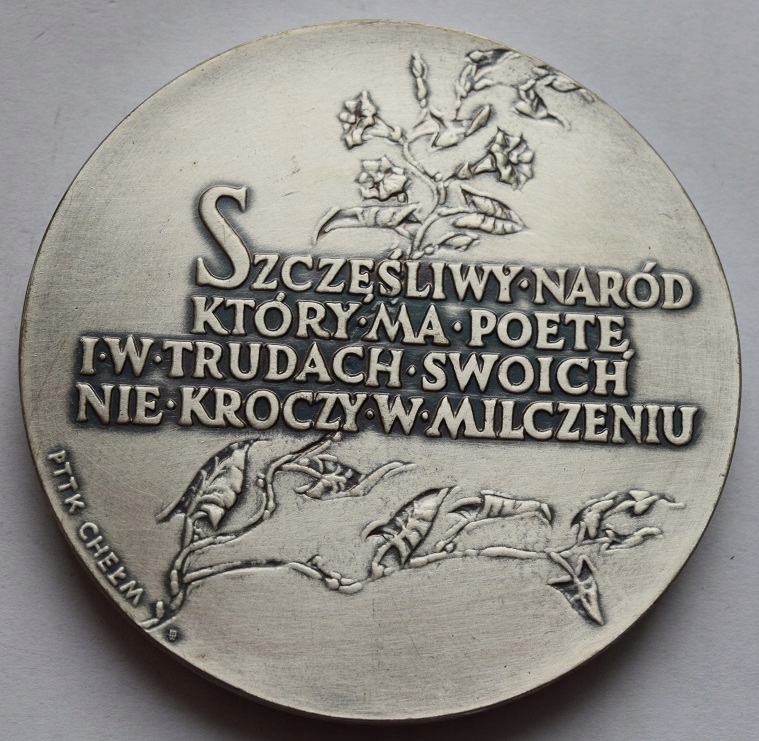 SZCZĘŚLIWY·NARÓD
KTÓRY·MA·POETĘ
I·W·TRUDACH·SWOICH
NIE·KROCZY·W·MILCZENIU
PTTK CHEŁM